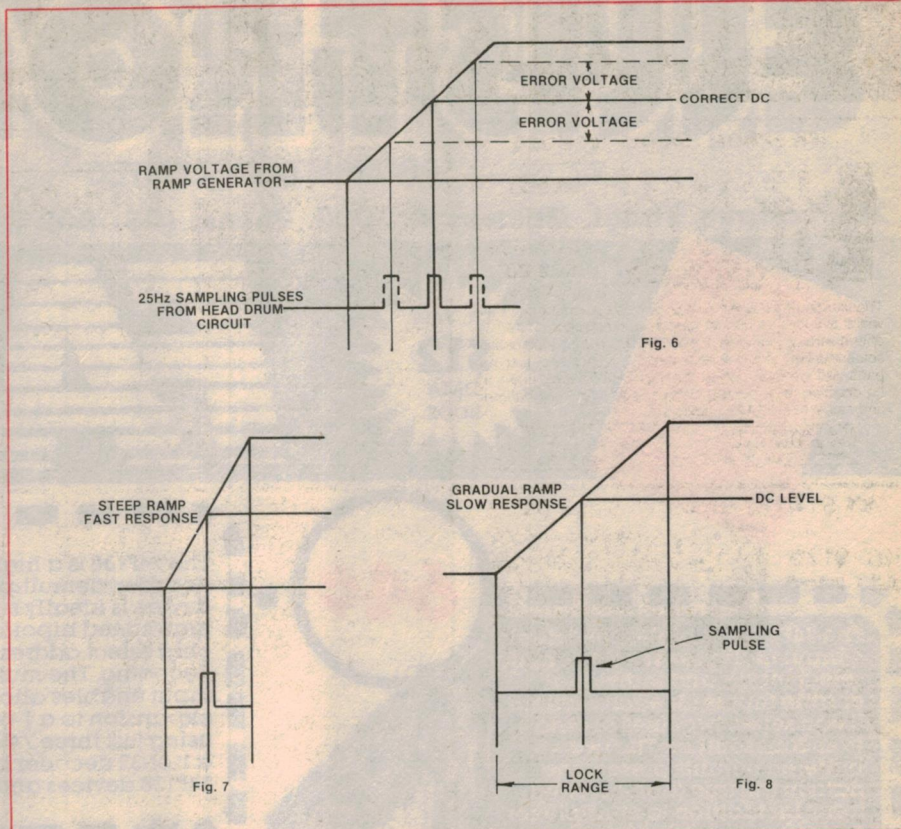 ERROR VOLTAGE
CORRECT DC
ERROR VOLTAGE
RAMP VOLTAGE FROM
RAMP GENERATOR
25Hz SAMPLING PULSES
FROM HEAD DRUM
CIRCUIT
Fig. 6
STEEP RAMP
FAST RESPONSE
Fig. 7
GRADUAL RAMP
SLOW RESPONSE
DC LEVEL
SAMPLING
PULSE
LOCK
RANGE
Fig. 8